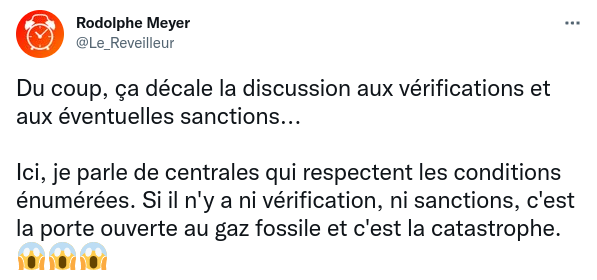 Rodolphe Meyer
@Le_Reveilleur
Du coup, ça décale la discussion aux vérifications et
aux éventuelles sanctions...
Ici, je parle de centrales qui respectent les conditions
énumérées. Si il n'y a ni vérification, ni sanctions, c'est
la porte ouverte au gaz fossile et c'est la catastrophe.
😱😱😱